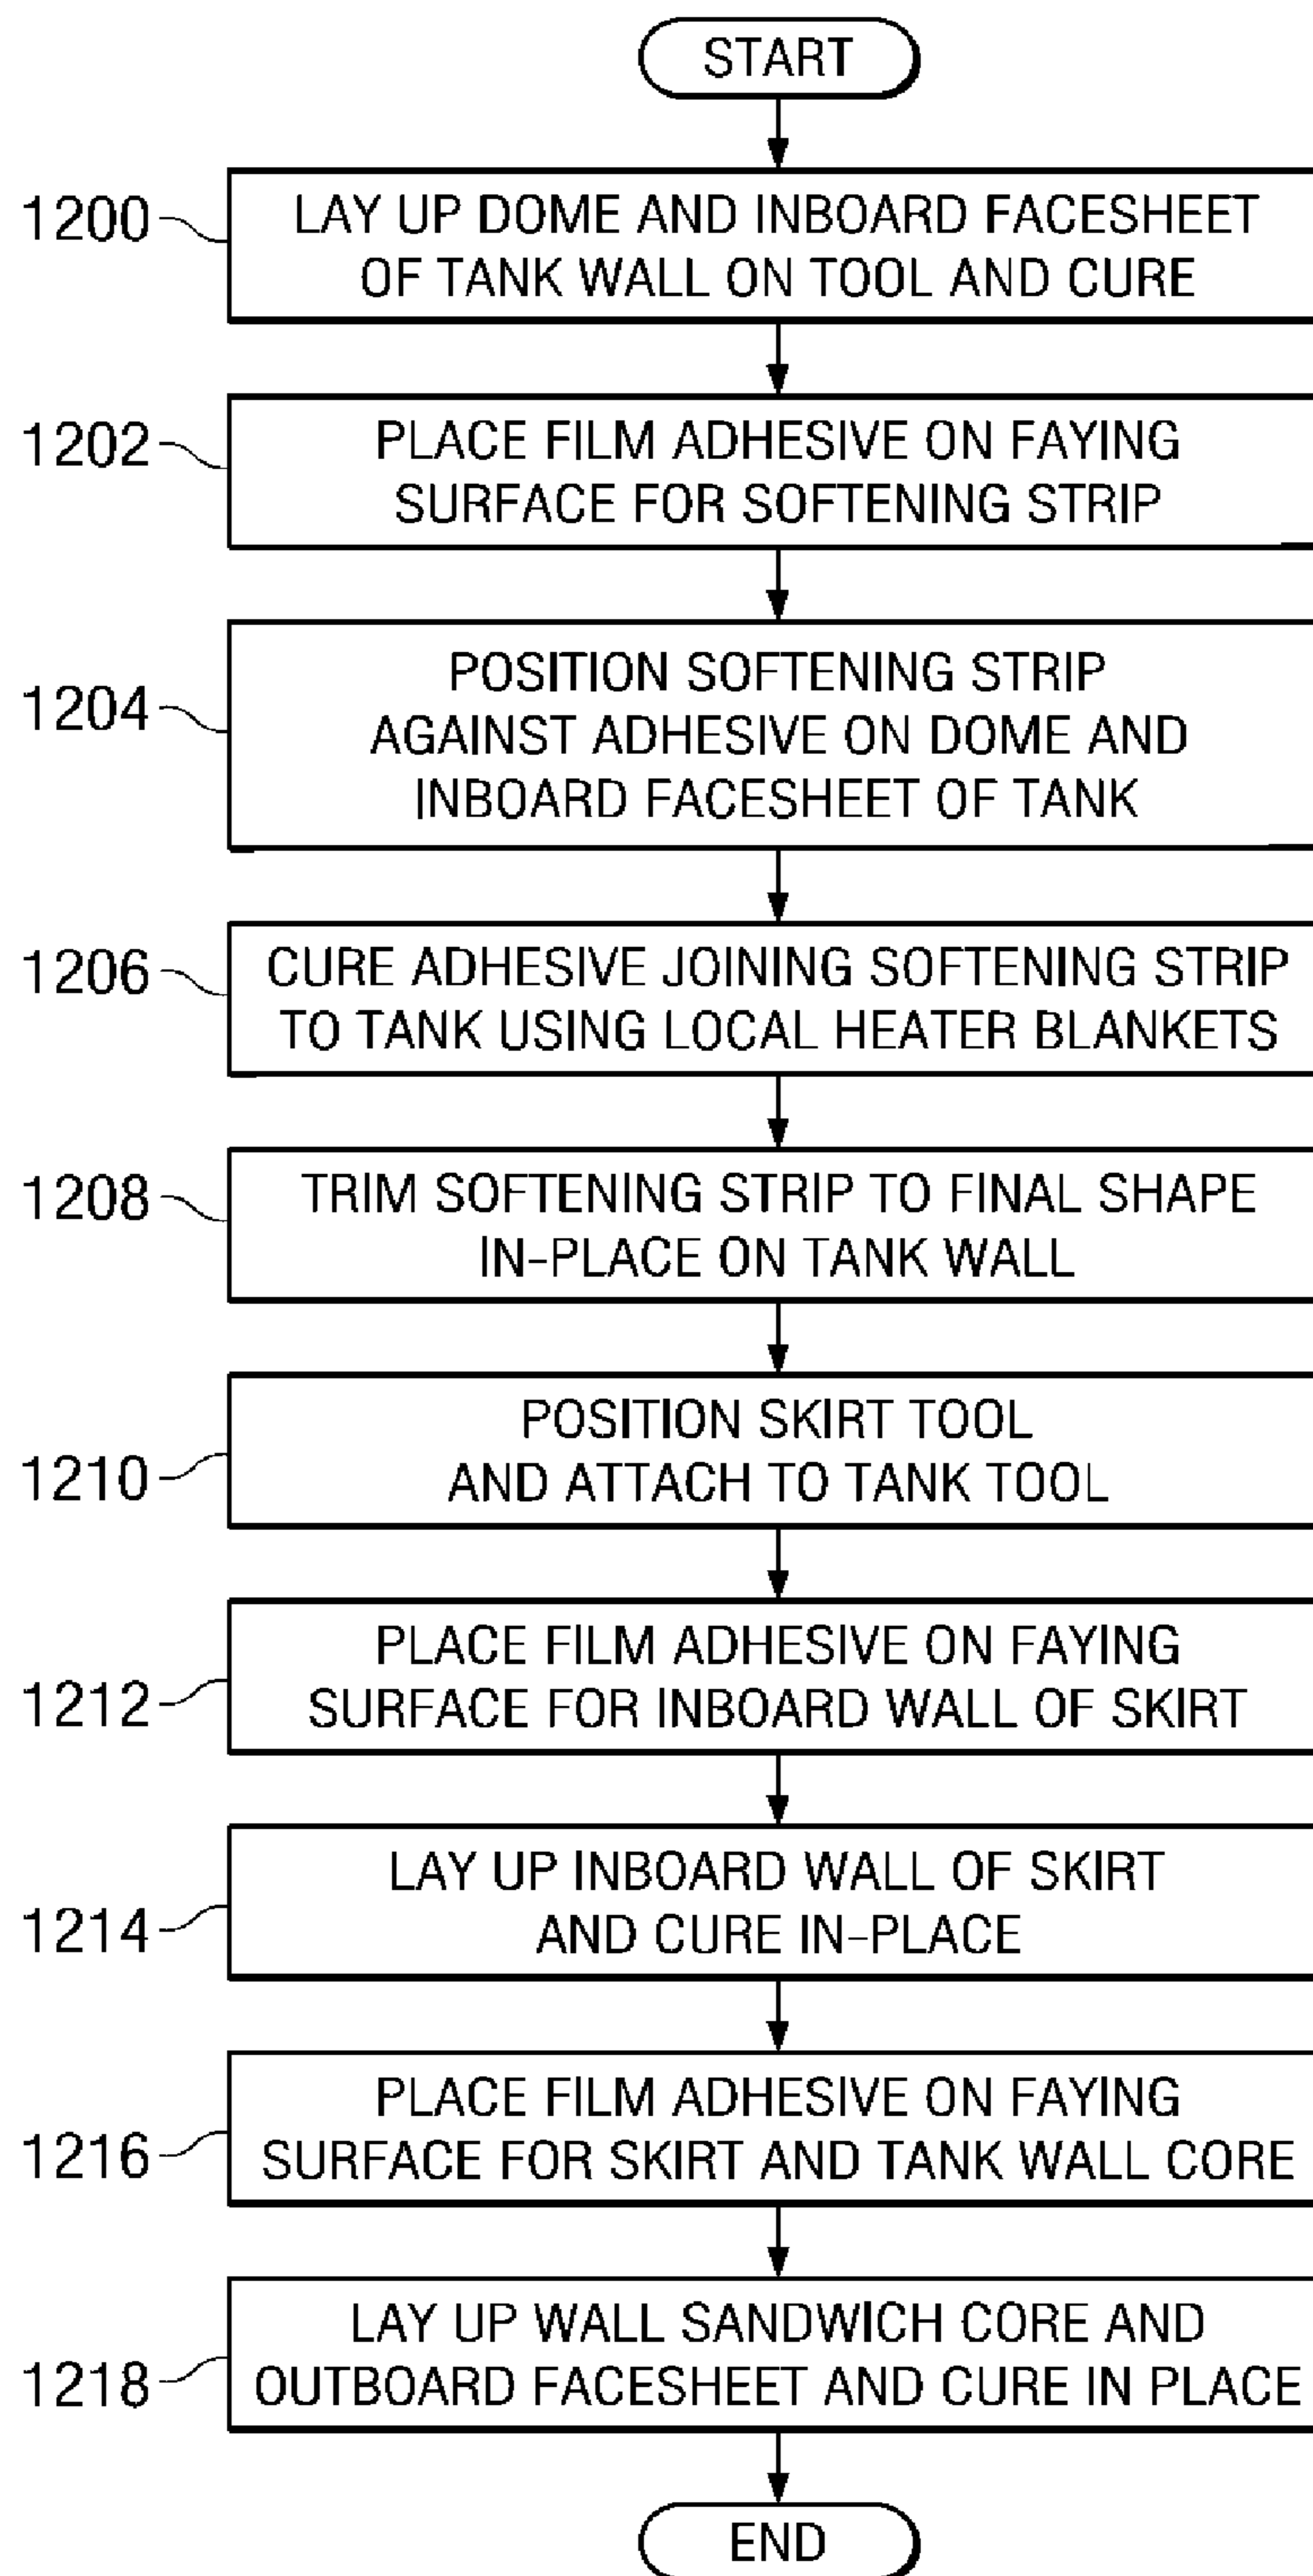 START
1200
LAY UP DOME AND INBOARD FACESHEET
OF TANK WALL ON TOOL AND CURE
1202
PLACE FILM ADHESIVE ON FAYING
SURFACE FOR SOFTENING STRIP
1204
POSITION SOFTENING STRIP
AGAINST ADHESIVE ON DOME AND
INBOARD FACESHEET OF TANK
1206
CURE ADHESIVE JOINING SOFTENING STRIP
TO TANK USING LOCAL HEATER BLANKETS
1208
TRIM SOFTENING STRIP TO FINAL SHAPE
IN-PLACE ON TANK WALL
1210
POSITION SKIRT TOOL
AND ATTACH TO TANK TOOL
1212
PLACE FILM ADHESIVE ON FAYING
SURFACE FOR INBOARD WALL OF SKIRT
1214
LAY UP INBOARD WALL OF SKIRT
AND CURE IN-PLACE
1216
PLACE FILM ADHESIVE ON FAYING
SURFACE FOR SKIRT AND TANK WALL CORE
1218
LAY UP WALL SANDWICH CORE AND
OUTBOARD FACESHEET AND CURE IN PLACE
END